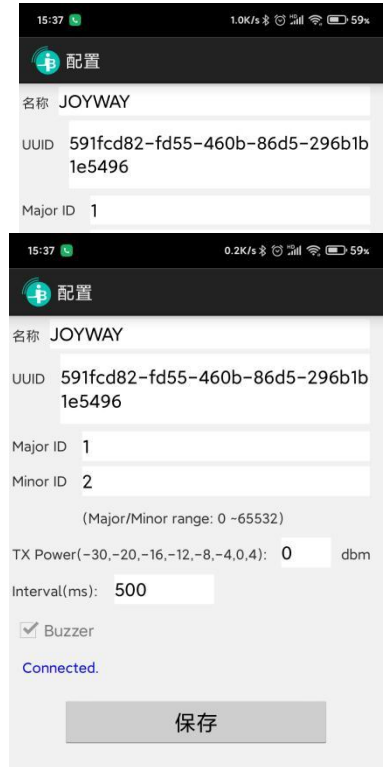 15:37 1.0K/s 59%
配置
名称 JOYWAY
UUID 591fcd82-fd55-460b-86d5-296b1b
1e5496
Major ID 1
15:37 0.2K/s 59%
配置
名称 JOYWAY
UUID 591fcd82-fd55-460b-86d5-296b1b
1e5496
Major ID 1
Minor ID 2
(Major/Minor range: 0 ~65532)
TX Power(-30,-20,-16,-12,-8,-4,0,4): 0 dbm
Interval(ms): 500
Buzzer
Connected.
保存